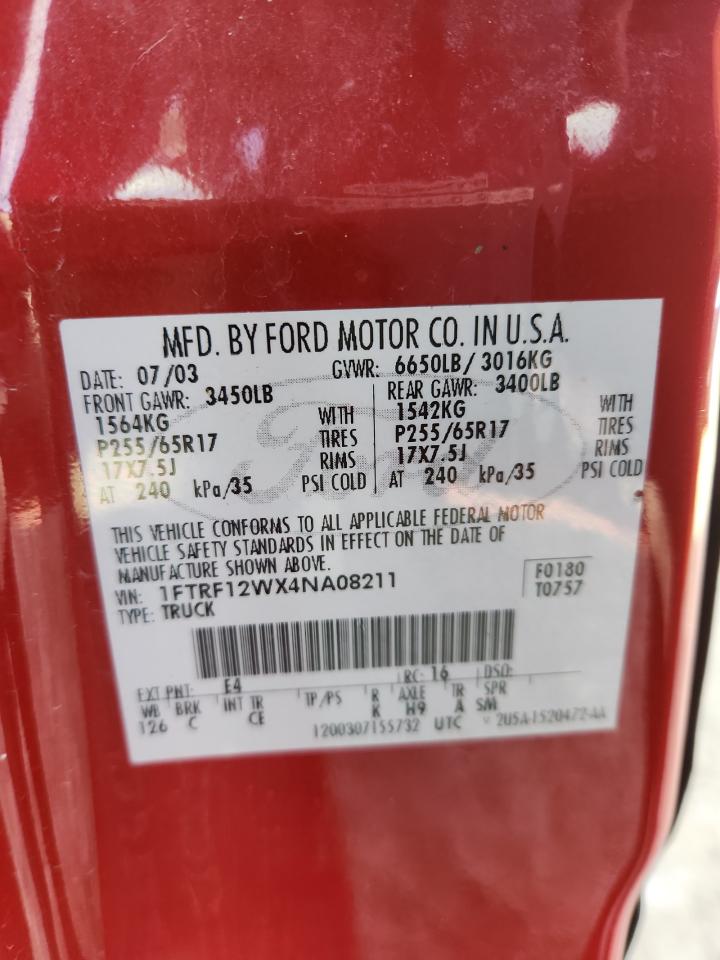 MFD. BY FORD MOTOR CO. IN U.S.A.
DATE: 07/03 GVWR: 6650LB/ 3016KG
FRONT GAWR: 3450LB REAR GAWR: 3400LB
1564KG WITH 1542KG WITH
P255/65R17 TIRES P255/65R17 TIRES
17X7.5J RIMS 17X7.5J RIMS
AT 240 kPa/35 PSI COLD AT 240 kPa/35 PSI COLD
Ford
THIS VEHICLE CONFORMS TO ALL APPLICABLE FEDERAL MOTOR
VEHICLE SAFETY STANDARDS IN EFFECT ON THE DATE OF
MANUFACTURE SHOWN ABOVE.
VIN: 1FTRF12WX4NA08211 F0180
TYPE: TRUCK T0757
EXT PNT: E4 RC: 16 DSO:
WB BRK INT TR TP/PS R AXLE TR SPR
126 C CE K H9 A SM
1200307155732 UTC V 2U5A-1520472-AA